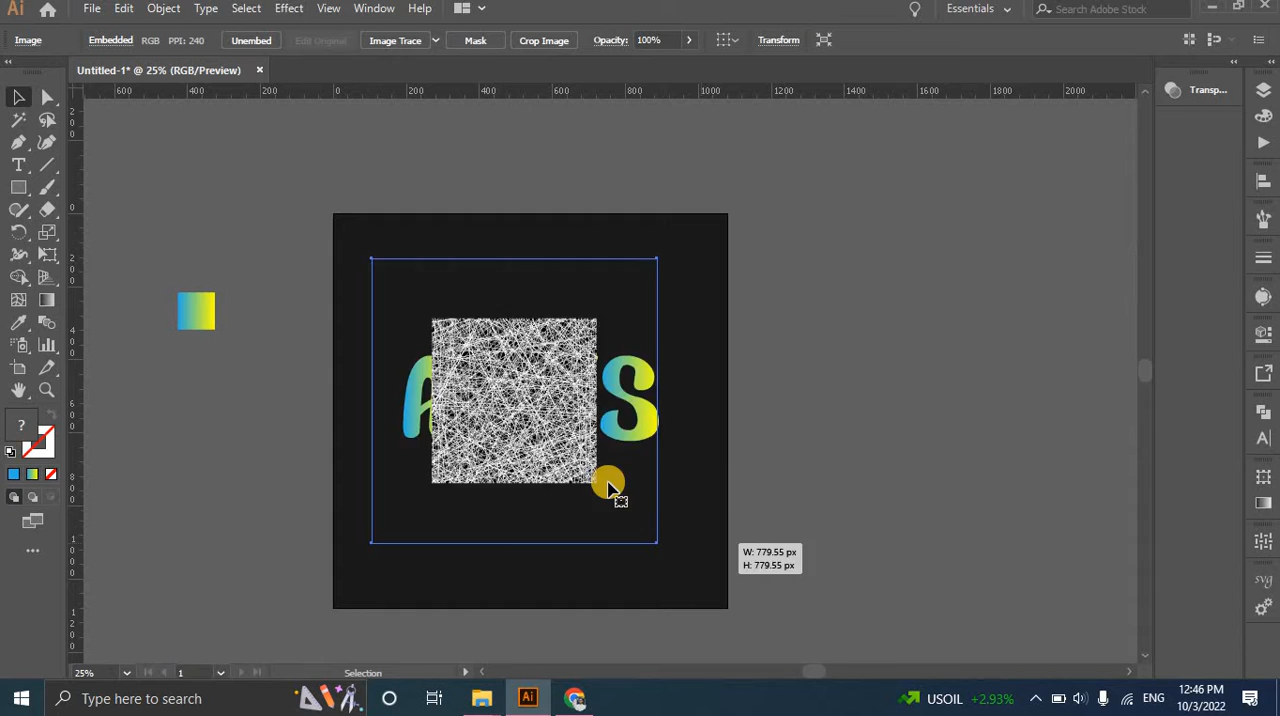 Ai File Edit Object Type Select Effect View Window Help Essentials Search Adobe Stock
Image Embedded RGB PPI: 240 Unembed Edit Original Image Trace Mask Crop Image Opacity: 100% Transform
Untitled-1* @ 25% (RGB/Preview)
600 400 200 0 200 400 600 800 1000 1200 1400 1600 1800 2000
Transp...
S
W: 779.55 px
H: 779.55 px
25% 1 Selection
Type here to search Ai USOIL +2.93% ENG 12:46 PM
10/3/2022